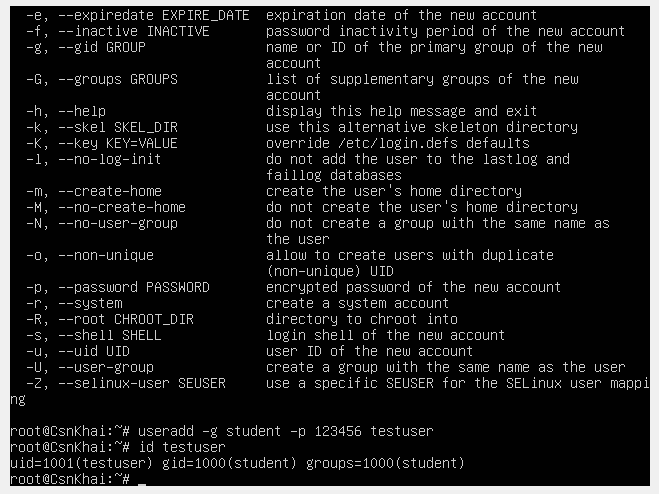 -e, --expiredate EXPIRE_DATE  expiration date of the new account
-f, --inactive INACTIVE       password inactivity period of the new account
-g, --gid GROUP               name or ID of the primary group of the new
account
-G, --groups GROUPS           list of supplementary groups of the new
account
-h, --help                    display this help message and exit
-k, --skel SKEL_DIR           use this alternative skeleton directory
-K, --key KEY=VALUE           override /etc/login.defs defaults
-l, --no-log-init             do not add the user to the lastlog and
faillog databases
-m, --create-home             create the user's home directory
-M, --no-create-home          do not create the user's home directory
-N, --no-user-group           do not create a group with the same name as
the user
-o, --non-unique              allow to create users with duplicate
(non-unique) UID
-p, --password PASSWORD       encrypted password of the new account
-r, --system                  create a system account
-R, --root CHROOT_DIR         directory to chroot into
-s, --shell SHELL             login shell of the new account
-u, --uid UID                 user ID of the new account
-U, --user-group              create a group with the same name as the user
-Z, --selinux-user SEUSER     use a specific SEUSER for the SELinux user mappi
ng
root@CsnKhai:~# useradd -g student -p 123456 testuser
root@CsnKhai:~# id testuser
uid=1001(testuser) gid=1000(student) groups=1000(student)
root@CsnKhai:~# _